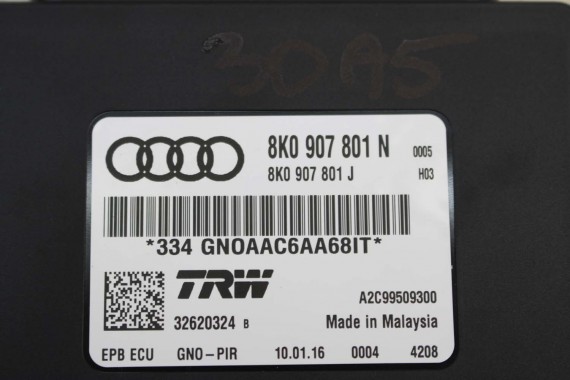 30A5
8K0 907 801 N 0005
8K0 907 801 J H03
*334 GNOAAC6AA68IT*
TRW
A2C99509300
32620324 B Made in Malaysia
EPB ECU GNO-PIR 10.01.16 0004 4208